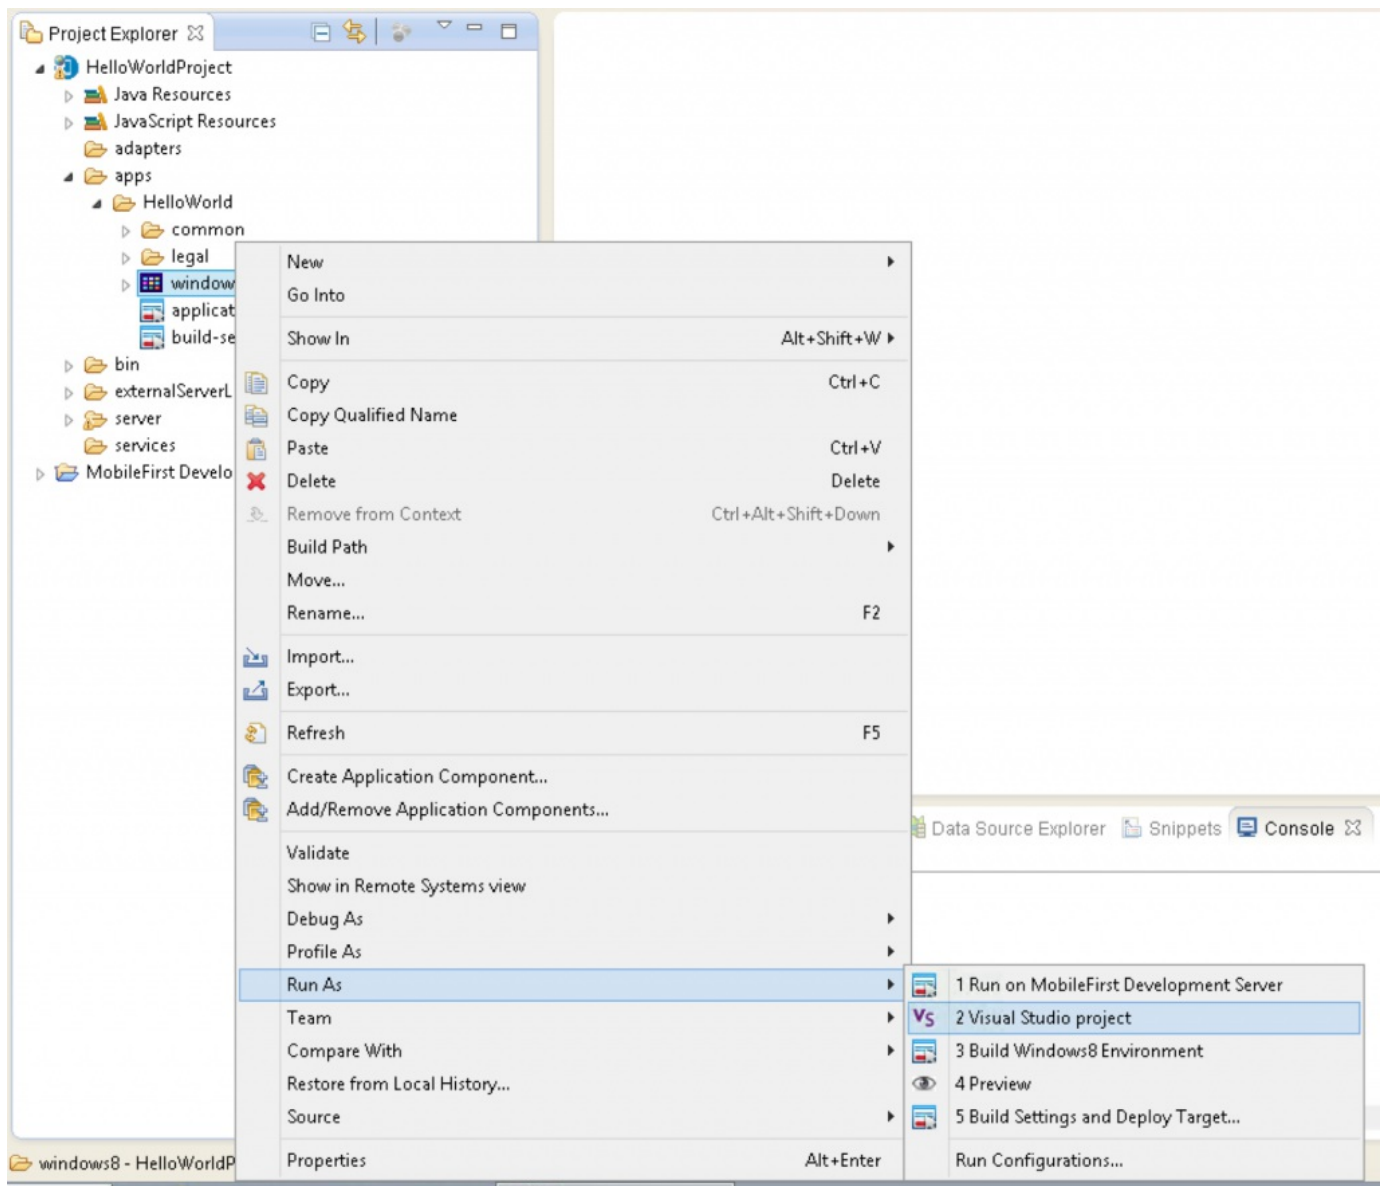 Project Explorer
HelloWorldProject
Java Resources
JavaScript Resources
adapters
apps
HelloWorld
common
legal
window
applicat
build-se
bin
externalServerL
server
services
MobileFirst Develo
New
Go Into
Show In Alt+Shift+W
Copy Ctrl+C
Copy Qualified Name
Paste Ctrl+V
Delete Delete
Remove from Context Ctrl+Alt+Shift+Down
Build Path
Move...
Rename... F2
Import...
Export...
Refresh F5
Create Application Component...
Add/Remove Application Components...
Validate
Show in Remote Systems view
Debug As
Profile As
Run As
Team
Compare With
Restore from Local History...
Source
Properties Alt+Enter
Data Source Explorer Snippets Console
1 Run on MobileFirst Development Server
VS 2 Visual Studio project
3 Build Windows8 Environment
4 Preview
5 Build Settings and Deploy Target...
Run Configurations...
windows8 - HelloWorldP